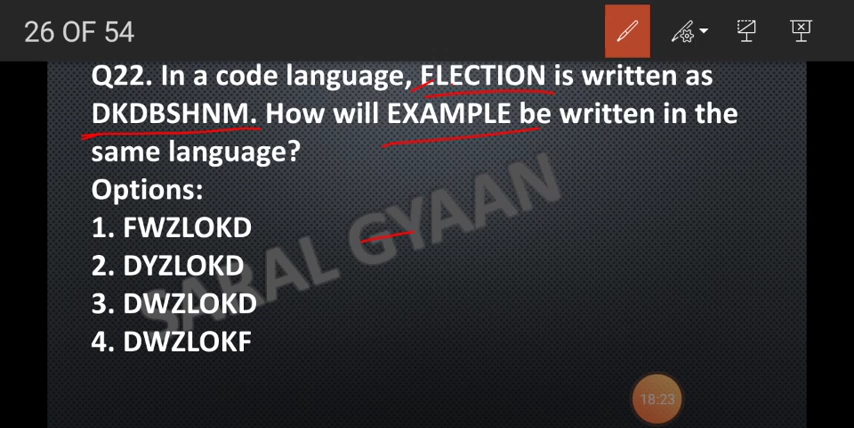 26 OF 54
Q22. In a code language, ELECTION is written as
DKDBSHNM. How will EXAMPLE be written in the
same language?
Options:
1. FWZLOKD
2. DYZLOKD
3. DWZLOKD
4. DWZLOKF
SARAL GYAAN
18:23